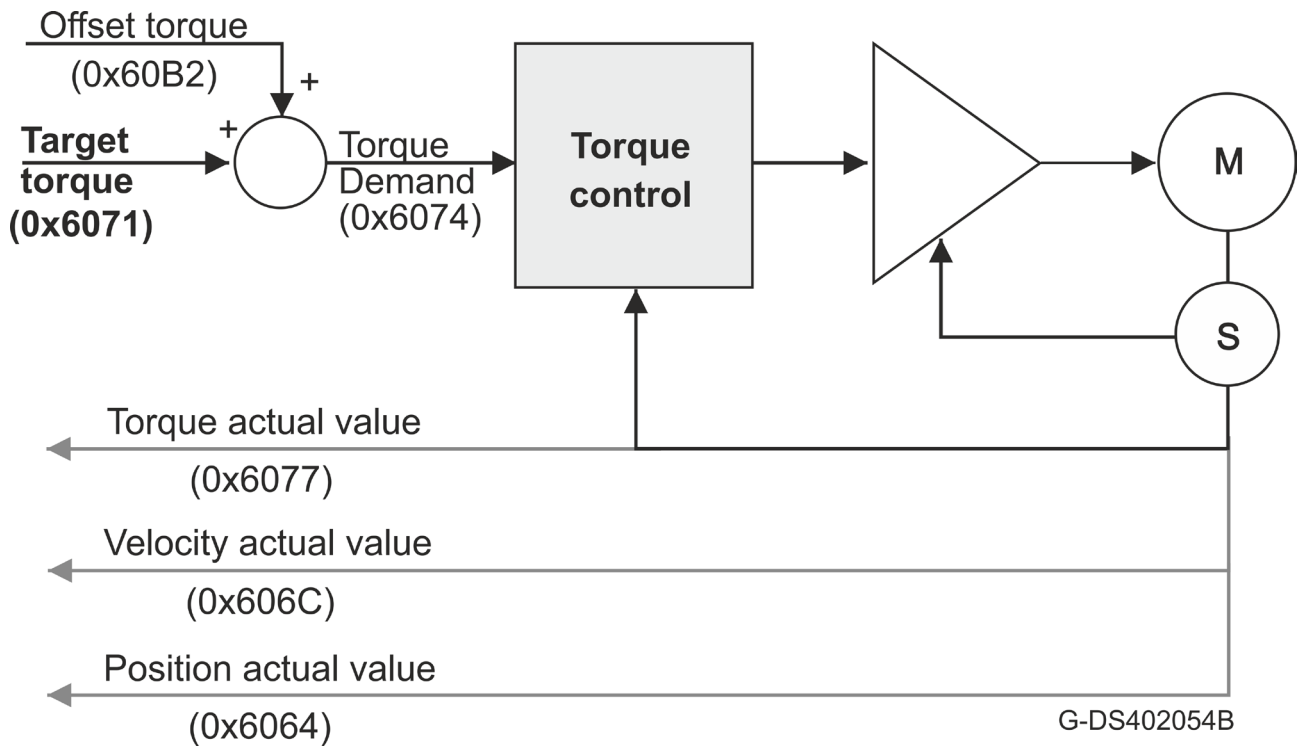 Offset torque
(0x60B2)
+
+
Target
torque
(0x6071)
Torque
Demand
(0x6074)
Torque
control
M
S
Torque actual value
(0x6077)
Velocity actual value
(0x606C)
Position actual value
(0x6064)
G-DS402054B